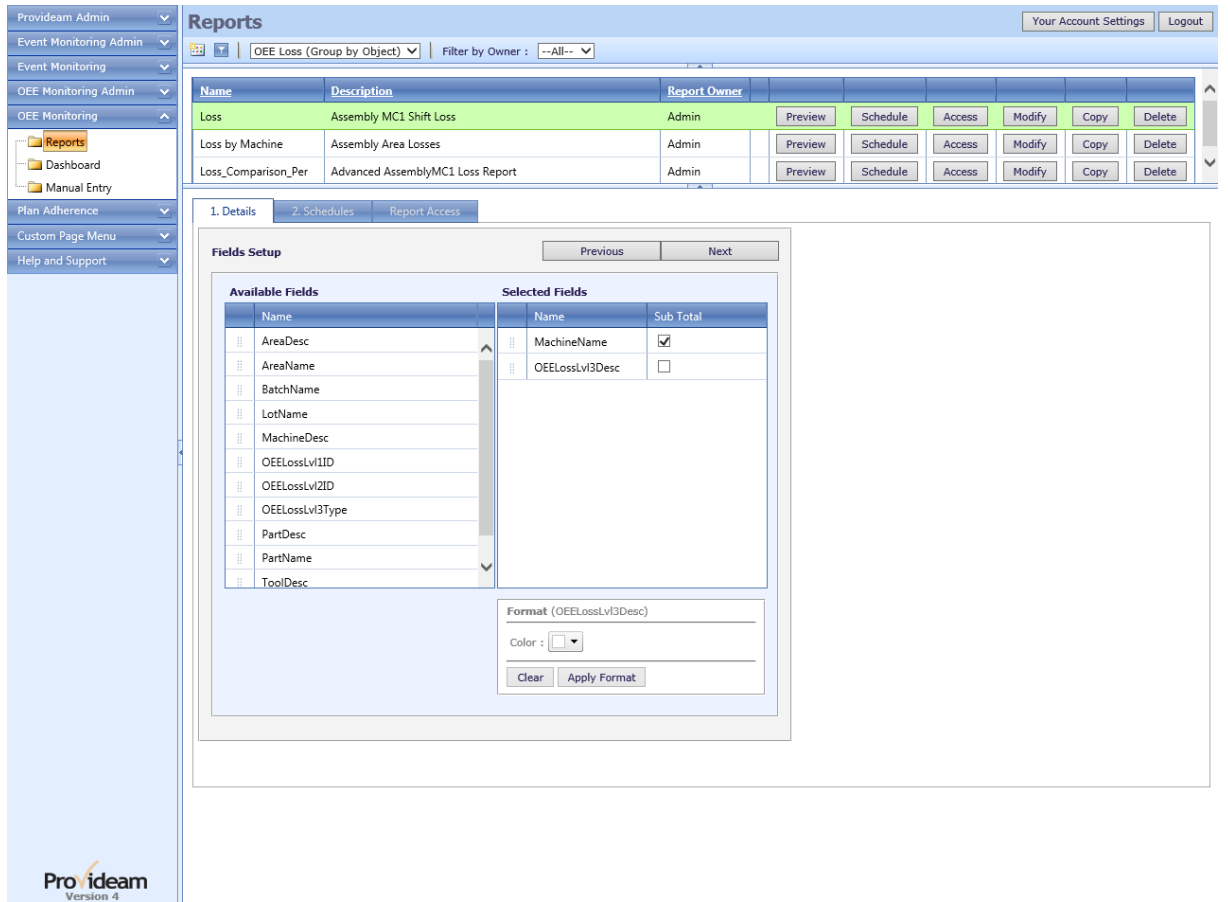 Provideam Admin
Reports
Your Account Settings Logout
Event Monitoring Admin
OEE Loss (Group by Object) Filter by Owner : --All--
Event Monitoring
OEE Monitoring Admin
Name Description Report Owner
OEE Monitoring
Loss Assembly MC1 Shift Loss Admin Preview Schedule Access Modify Copy Delete
Reports
Loss by Machine Assembly Area Losses Admin Preview Schedule Access Modify Copy Delete
Dashboard
Loss_Comparison_Per Advanced AssemblyMC1 Loss Report Admin Preview Schedule Access Modify Copy Delete
Manual Entry
Plan Adherence
1. Details 2. Schedules Report Access
Custom Page Menu
Help and Support
Fields Setup Previous Next
Available Fields Selected Fields
Name Name Sub Total
AreaDesc MachineName
AreaName OEELossLvl3Desc
BatchName
LotName
MachineDesc
OEELossLvl1ID
OEELossLvl2ID
OEELossLvl3Type
PartDesc
PartName
ToolDesc
Format (OEELossLvl3Desc)
Color :
Clear Apply Format
Provideam
Version 4